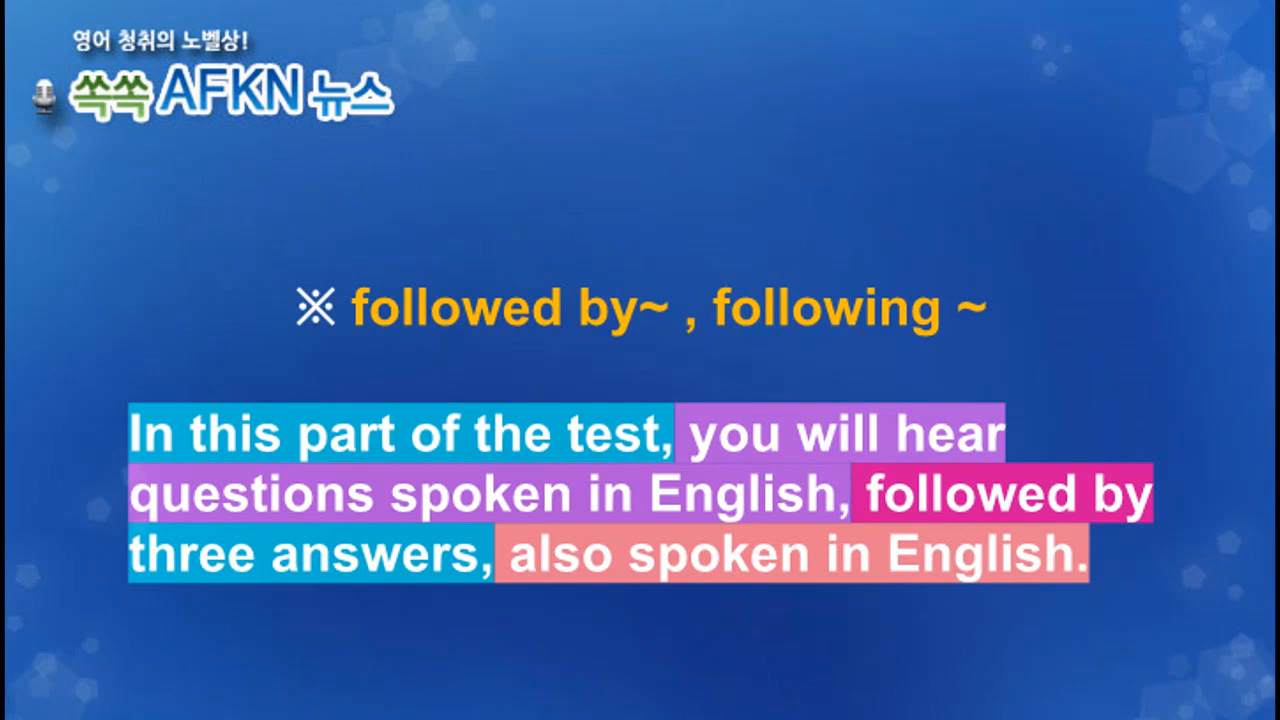 영어 청취의 노벨상!
쏙쏙 AFKN 뉴스
※ followed by~ , following ~
In this part of the test, you will hear
questions spoken in English, followed by
three answers, also spoken in English.